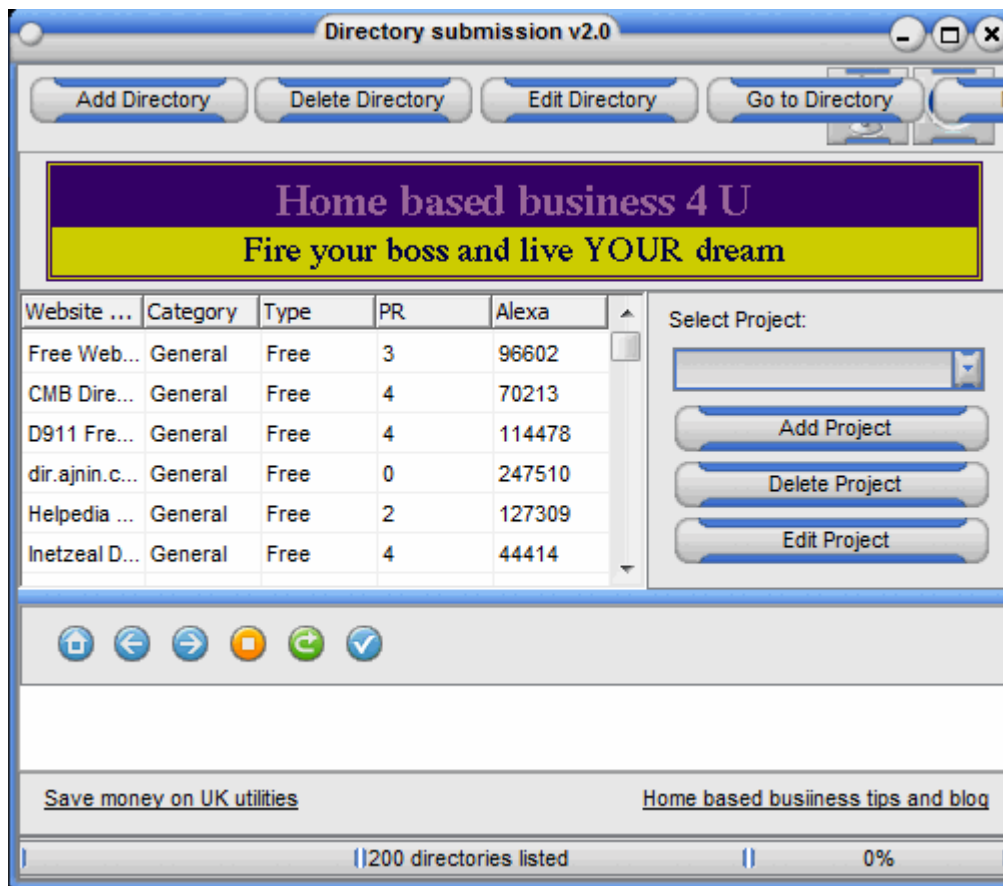 Directory submission v2.0
Add Directory Delete Directory Edit Directory Go to Directory
Home based business 4 U
Fire your boss and live YOUR dream
Website ... Category Type PR Alexa
Select Project:
Free Web... General Free 3 96602
CMB Dire... General Free 4 70213
D911 Fre... General Free 4 114478
Add Project
dir.ajnin.c... General Free 0 247510
Delete Project
Helpedia ... General Free 2 127309
Inetzeal D... General Free 4 44414
Edit Project
Save money on UK utilities Home based busiiness tips and blog
1200 directories listed 0%